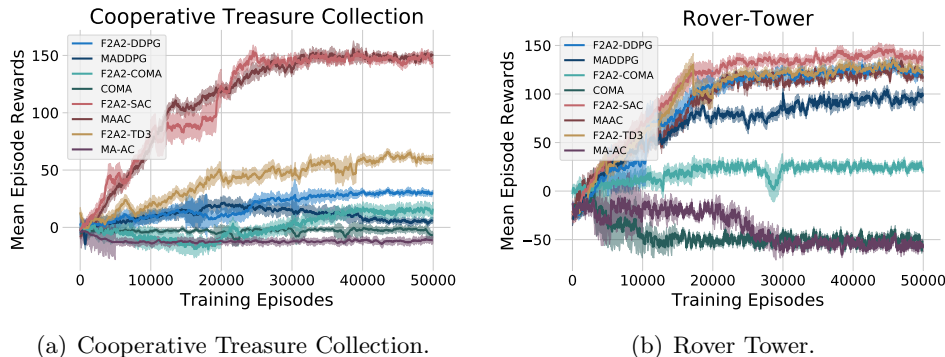 Cooperative Treasure Collection
Mean Episode Rewards
150
100
50
0
F2A2-DDPG
MADDPG
F2A2-COMA
COMA
F2A2-SAC
MAAC
F2A2-TD3
MA-AC
0 10000 20000 30000 40000 50000
Training Episodes
(a) Cooperative Treasure Collection.
Rover-Tower
Mean Episode Rewards
150
100
50
0
−50
F2A2-DDPG
MADDPG
F2A2-COMA
COMA
F2A2-SAC
MAAC
F2A2-TD3
MA-AC
0 10000 20000 30000 40000 50000
Training Episodes
(b) Rover Tower.